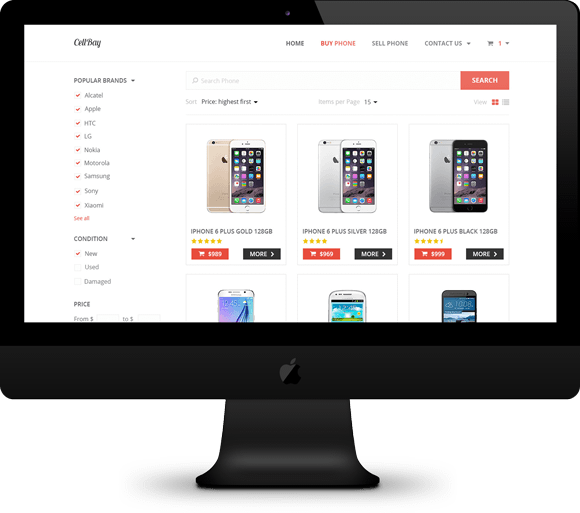 CellBay
HOME BUY PHONE SELL PHONE CONTACT US 1
POPULAR BRANDS
Alcatel
Apple
HTC
LG
Nokia
Motorola
Samsung
Sony
Xiaomi
See all
CONDITION
New
Used
Damaged
PRICE
From $ to $
Search Phone SEARCH
Sort Price: highest first Items per Page 15 View
IPHONE 6 PLUS GOLD 128GB
$989 MORE
IPHONE 6 PLUS SILVER 128GB
$969 MORE
IPHONE 6 PLUS BLACK 128GB
$999 MORE